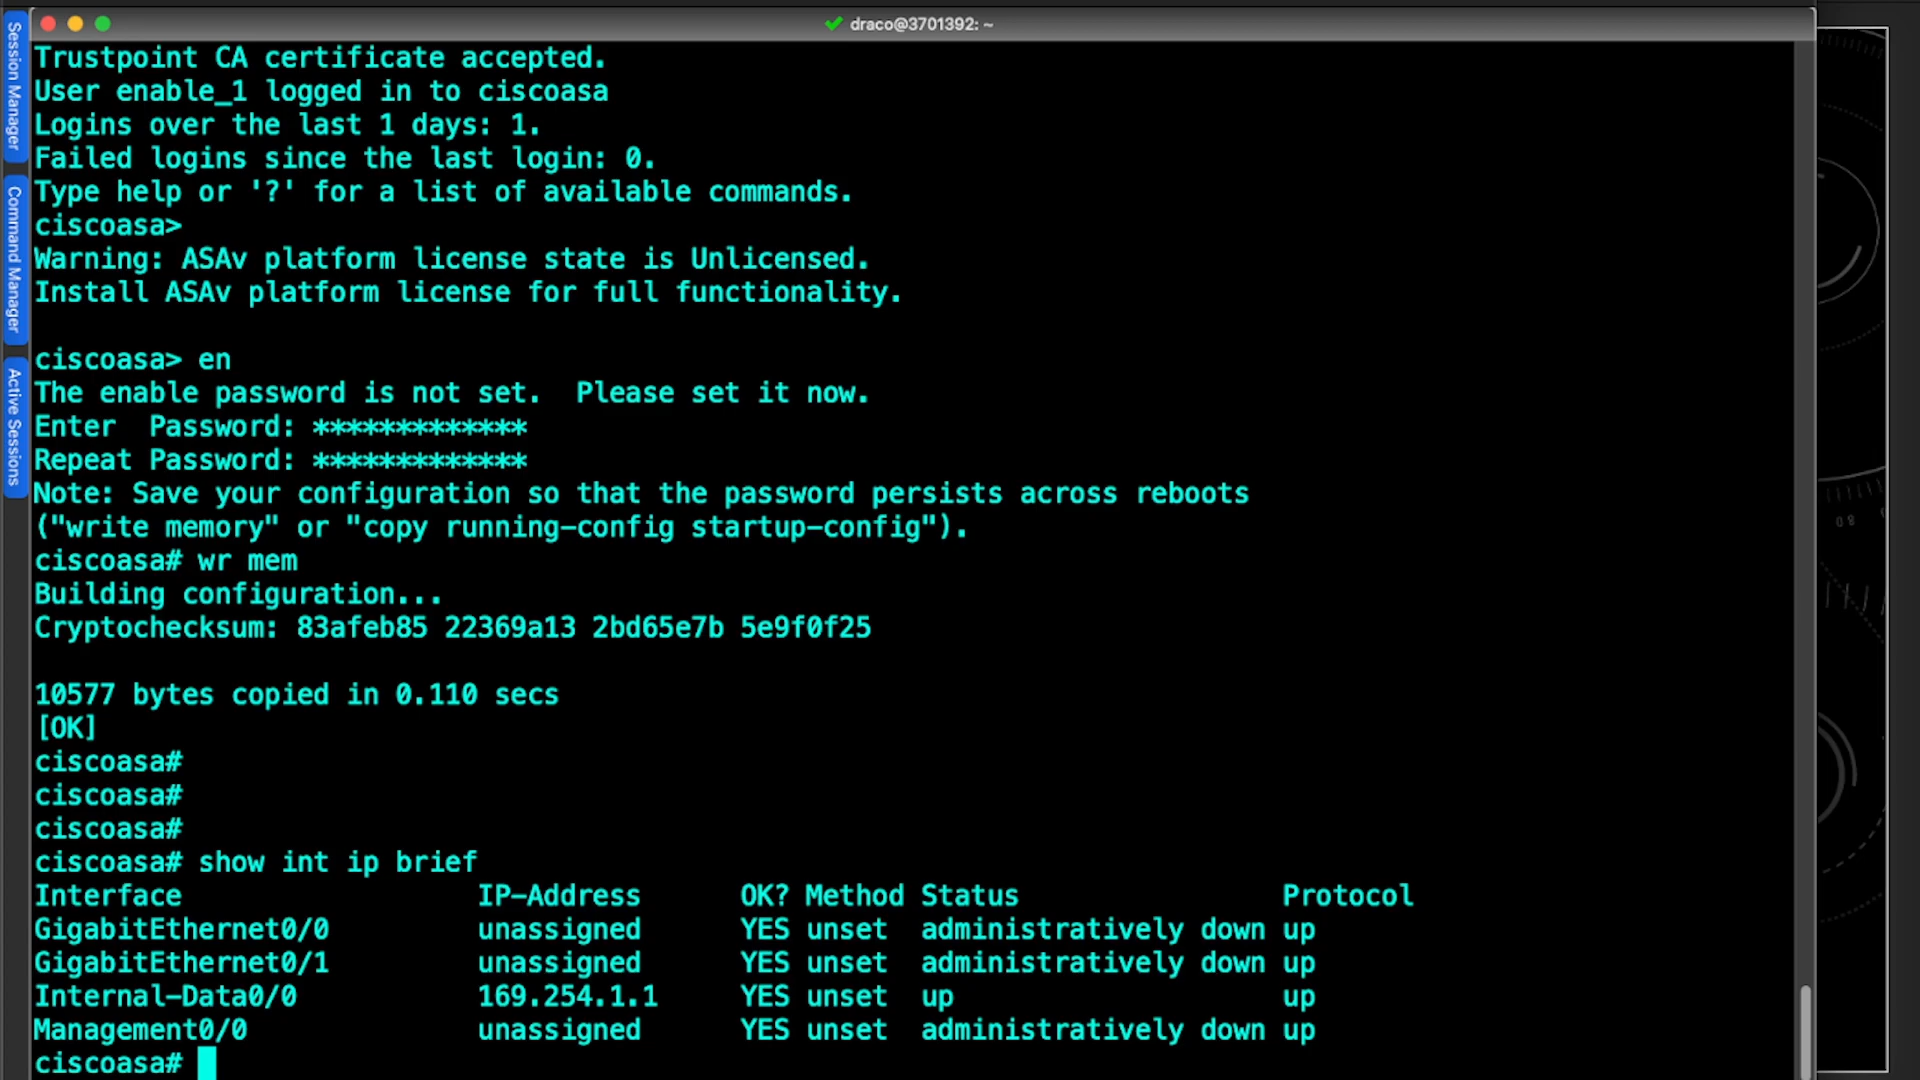 draco@3701392: ~
Session Manager
Command Manager
Active Sessions
Trustpoint CA certificate accepted.
User enable_1 logged in to ciscoasa
Logins over the last 1 days: 1.
Failed logins since the last login: 0.
Type help or '?' for a list of available commands.
ciscoasa>
Warning: ASAv platform license state is Unlicensed.
Install ASAv platform license for full functionality.
ciscoasa> en
The enable password is not set.  Please set it now.
Enter  Password: *************
Repeat Password: *************
Note: Save your configuration so that the password persists across reboots
("write memory" or "copy running-config startup-config").
ciscoasa# wr mem
Building configuration...
Cryptochecksum: 83afeb85 22369a13 2bd65e7b 5e9f0f25
10577 bytes copied in 0.110 secs
[OK]
ciscoasa#
ciscoasa#
ciscoasa#
ciscoasa# show int ip brief
Interface                  IP-Address      OK? Method Status                Protocol
GigabitEthernet0/0         unassigned      YES unset  administratively down up
GigabitEthernet0/1         unassigned      YES unset  administratively down up
Internal-Data0/0           169.254.1.1     YES unset  up                    up
Management0/0              unassigned      YES unset  administratively down up
ciscoasa#